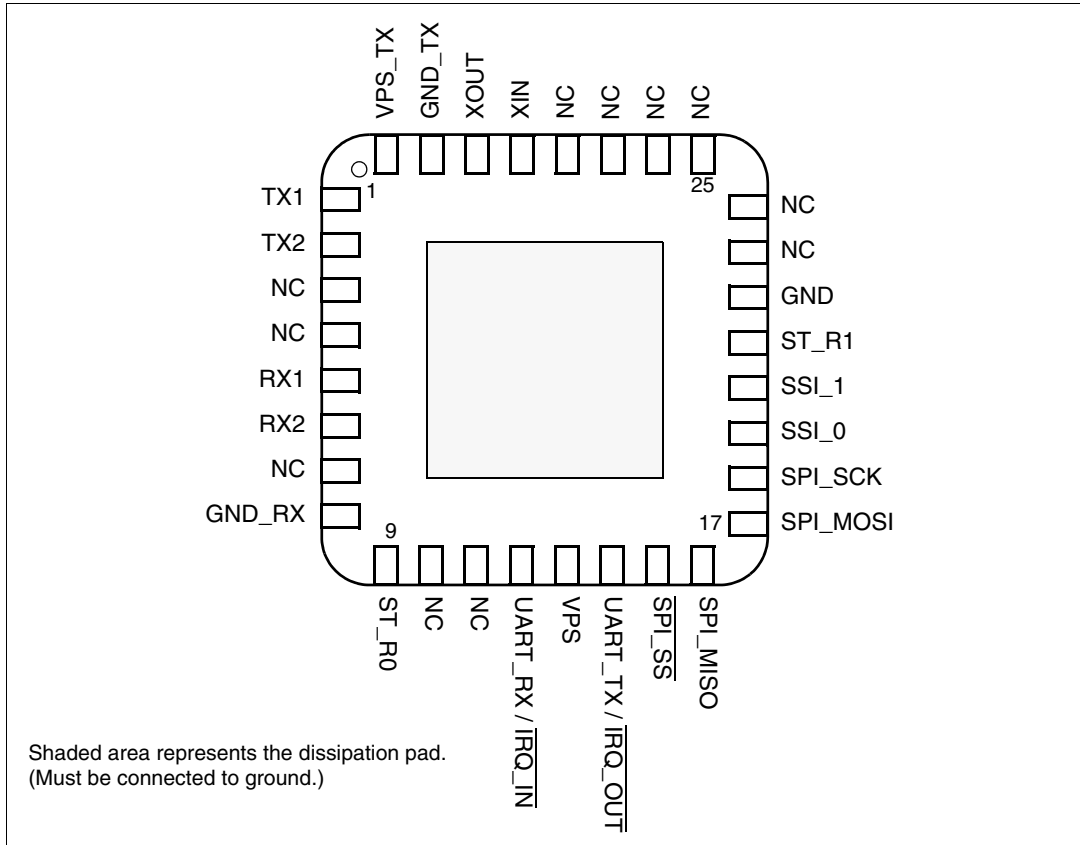 VPS_TX
GND_TX
XOUT
XIN
NC
NC
NC
NC
1
25
TX1
TX2
NC
NC
RX1
RX2
NC
GND_RX
NC
NC
GND
ST_R1
SSI_1
SSI_0
SPI_SCK
SPI_MOSI
9
17
ST_R0
NC
NC
UART_RX / IRQ_IN
VPS
UART_TX / IRQ_OUT
SPI_SS
SPI_MISO
Shaded area represents the dissipation pad.
(Must be connected to ground.)